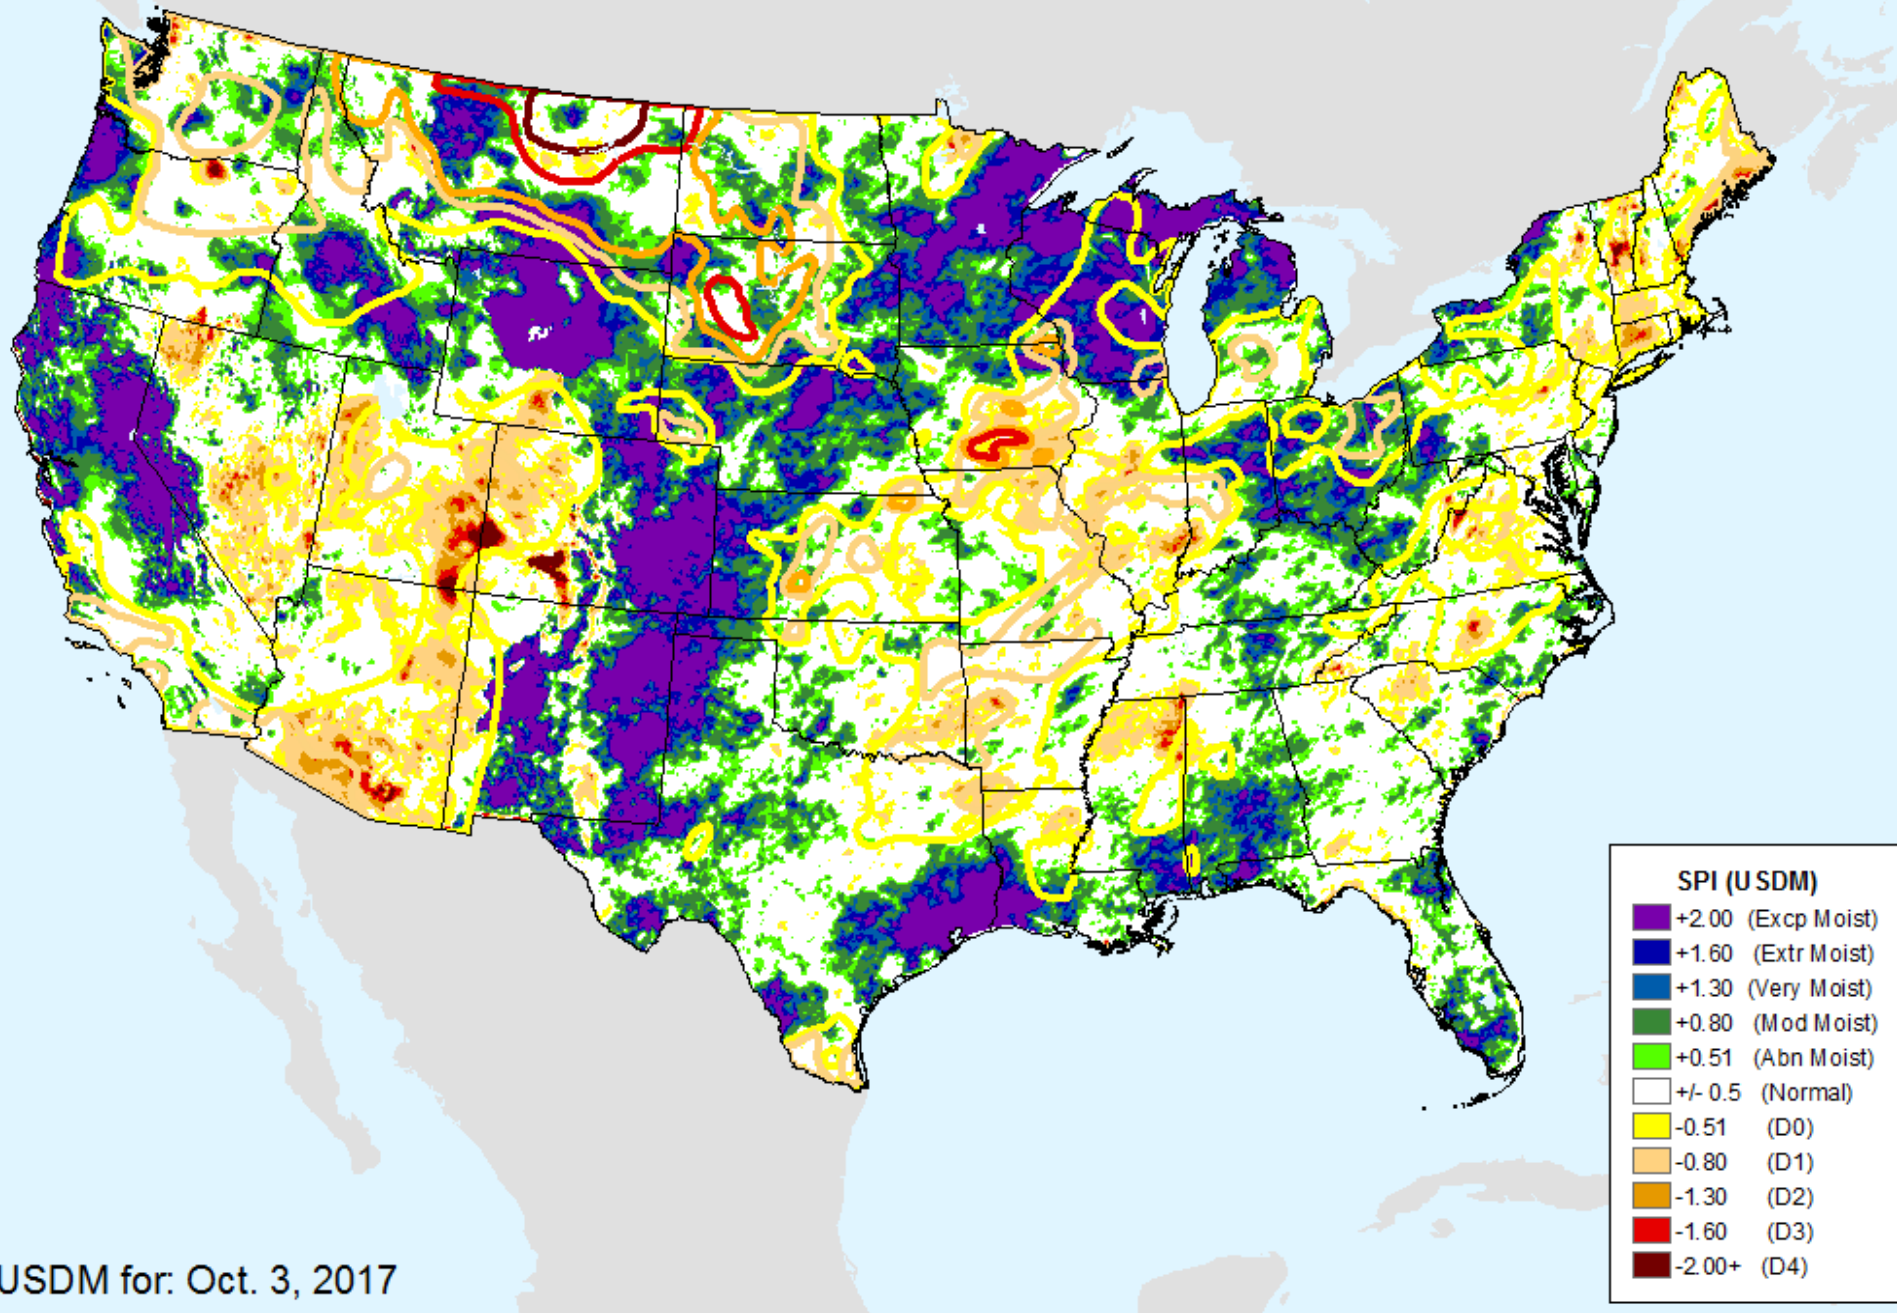 SPI (USDM)
+2.00 (Excp Moist)
+1.60 (Extr Moist)
+1.30 (Very Moist)
+0.80 (Mod Moist)
+0.51 (Abn Moist)
+/- 0.5 (Normal)
-0.51 (D0)
-0.80 (D1)
-1.30 (D2)
-1.60 (D3)
-2.00+ (D4)
USDM for: Oct. 3, 2017